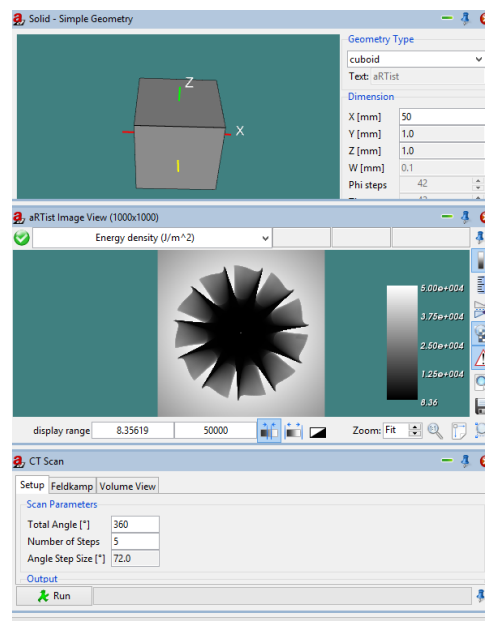 Solid - Simple Geometry
Geometry Type
cuboid
Text: aRTist
Dimension
X [mm] 50
Y [mm] 1.0
Z [mm] 1.0
W [mm] 0.1
Phi steps 42
Z
X
aRTist Image View (1000x1000)
Energy density (J/m^2)
5.00e+004
3.75e+004
2.50e+004
1.25e+004
8.36
display range 8.35619 50000 Zoom: Fit
CT Scan
Setup Feldkamp Volume View
Scan Parameters
Total Angle [°] 360
Number of Steps 5
Angle Step Size [°] 72.0
Output
Run